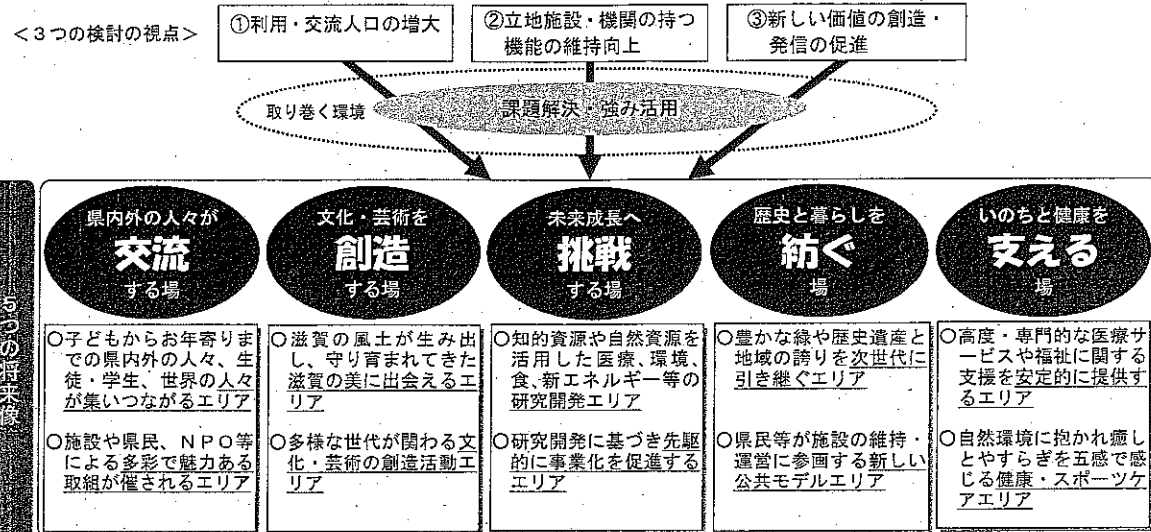 ＜３つの検討の視点＞
①利用・交流人口の増大
②立地施設・機関の持つ
機能の維持向上
③新しい価値の創造・
発信の促進
取り巻く環境
課題解決・強み活用
５つの将来像
県内外の人々が
交流
する場
文化・芸術を
創造
する場
未来成長へ
挑戦
する場
歴史と暮らしを
紡ぐ
場
いのちと健康を
支える
場
○子どもからお年寄りま
での県内外の人々、生
徒・学生、世界の人々
が集いつながるエリア
○施設や県民、ＮＰＯ等
による多彩で魅力ある
取組が催されるエリア
○滋賀の風土が生み出
し、守り育まれてきた
滋賀の美に出会えるエ
リア
○多様な世代が関わる文
化・芸術の創造活動エ
リア
○知的資源や自然資源を
活用した医療、環境、
食、新エネルギー等の
研究開発エリア
○研究開発に基づき先駆
的に事業化を促進する
エリア
○豊かな緑や歴史遺産と
地域の誇りを次世代に
引き継ぐエリア
○県民等が施設の維持・
運営に参画する新しい
公共モデルエリア
○高度・専門的な医療サ
ービスや福祉に関する
支援を安定的に提供す
るエリア
○自然環境に抱かれ癒し
とやすらぎを五感で感
じる健康・スポーツケ
アエリア